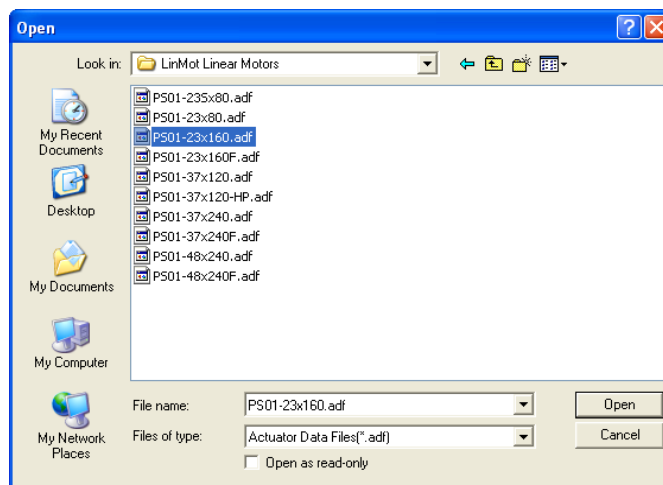 Open
Look in:
LinMot Linear Motors
My Recent
Documents
Desktop
My Documents
My Computer
My Network
Places
PS01-23Sx80.adf
PS01-23x80.adf
PS01-23x160.adf
PS01-23x160F.adf
PS01-37x120.adf
PS01-37x120-HP.adf
PS01-37x240.adf
PS01-37x240F.adf
PS01-48x240.adf
PS01-48x240F.adf
File name:
PS01-23x160.adf
Open
Files of type:
Actuator Data Files(*.adf)
Cancel
Open as read-only